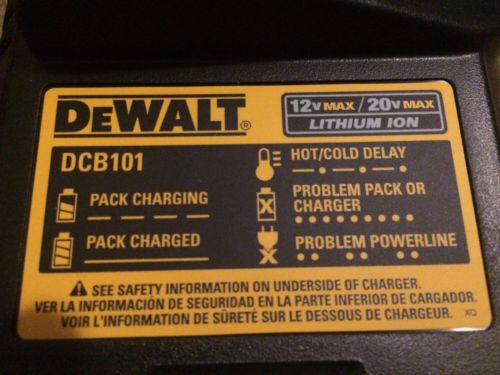 DEWALT®
12V MAX / 20V MAX
LITHIUM ION
DCB101
PACK CHARGING
PACK CHARGED
HOT/COLD DELAY
PROBLEM PACK OR
CHARGER
PROBLEM POWERLINE
SEE SAFETY INFORMATION ON UNDERSIDE OF CHARGER.
VER LA INFORMACIÓN DE SEGURIDAD EN LA PARTE INFERIOR DE CARGADOR.
VOIR L'INFORMATION DE SÛRETÉ SUR LE DESSOUS DE CHARGEUR.
XQ